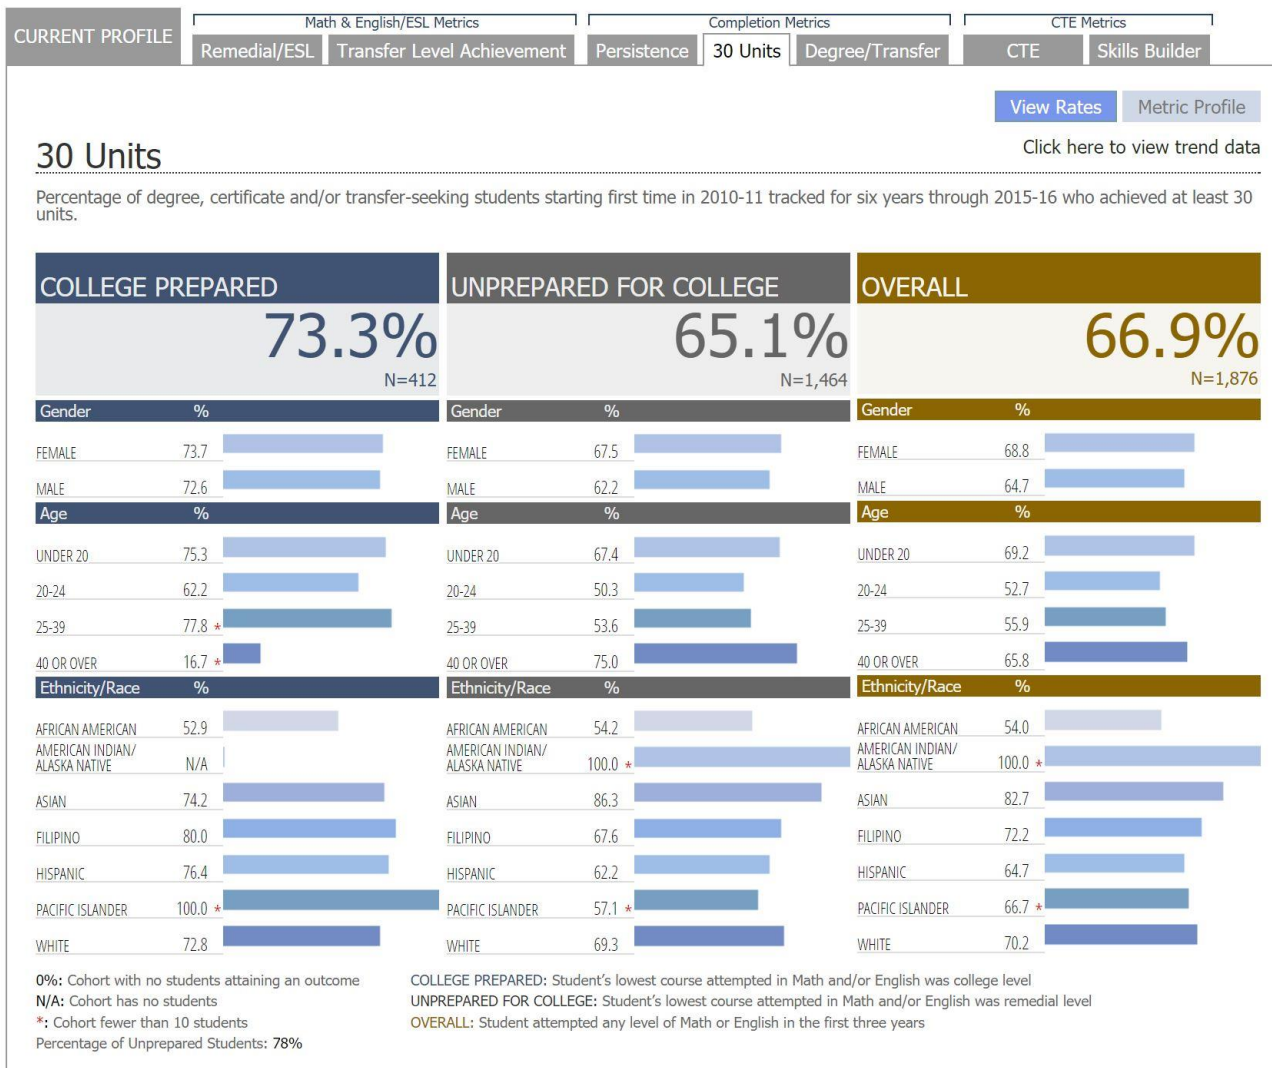 CURRENT PROFILE
Math & English/ESL Metrics
Completion Metrics
CTE Metrics
Remedial/ESL
Transfer Level Achievement
Persistence
30 Units
Degree/Transfer
CTE
Skills Builder
View Rates
Metric Profile
30 Units
Click here to view trend data
Percentage of degree, certificate and/or transfer-seeking students starting first time in 2010-11 tracked for six years through 2015-16 who achieved at least 30
units.
COLLEGE PREPARED
73.3%
N=412
Gender %
FEMALE 73.7
MALE 72.6
Age %
UNDER 20 75.3
20-24 62.2
25-39 77.8 *
40 OR OVER 16.7 *
Ethnicity/Race %
AFRICAN AMERICAN 52.9
AMERICAN INDIAN/
ALASKA NATIVE N/A
ASIAN 74.2
FILIPINO 80.0
HISPANIC 76.4
PACIFIC ISLANDER 100.0 *
WHITE 72.8
UNPREPARED FOR COLLEGE
65.1%
N=1,464
Gender %
FEMALE 67.5
MALE 62.2
Age %
UNDER 20 67.4
20-24 50.3
25-39 53.6
40 OR OVER 75.0
Ethnicity/Race %
AFRICAN AMERICAN 54.2
AMERICAN INDIAN/
ALASKA NATIVE 100.0 *
ASIAN 86.3
FILIPINO 67.6
HISPANIC 62.2
PACIFIC ISLANDER 57.1 *
WHITE 69.3
OVERALL
66.9%
N=1,876
Gender %
FEMALE 68.8
MALE 64.7
Age %
UNDER 20 69.2
20-24 52.7
25-39 55.9
40 OR OVER 65.8
Ethnicity/Race %
AFRICAN AMERICAN 54.0
AMERICAN INDIAN/
ALASKA NATIVE 100.0 *
ASIAN 82.7
FILIPINO 72.2
HISPANIC 64.7
PACIFIC ISLANDER 66.7 *
WHITE 70.2
0%: Cohort with no students attaining an outcome
N/A: Cohort has no students
*: Cohort fewer than 10 students
Percentage of Unprepared Students: 78%
COLLEGE PREPARED: Student's lowest course attempted in Math and/or English was college level
UNPREPARED FOR COLLEGE: Student's lowest course attempted in Math and/or English was remedial level
OVERALL: Student attempted any level of Math or English in the first three years